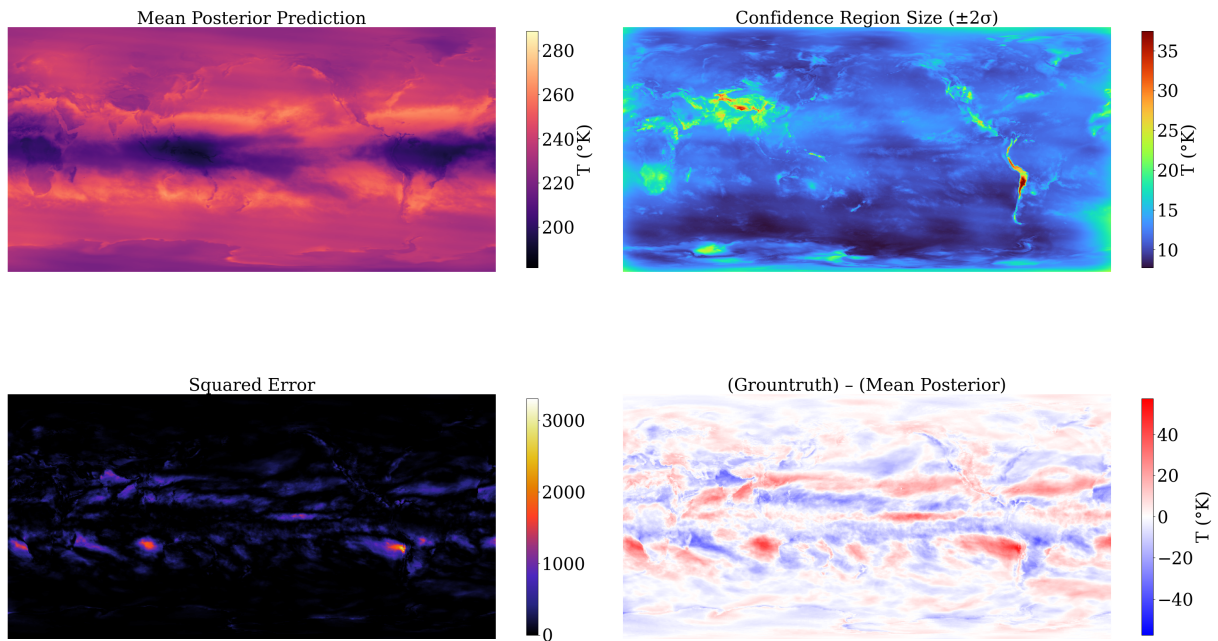 Mean Posterior Prediction
280
260
240
220
200
T (°K)
Confidence Region Size (±2σ)
35
30
25
20
15
10
T (°K)
Squared Error
3000
2000
1000
0
(Grountruth) – (Mean Posterior)
40
20
0
−20
−40
T (°K)